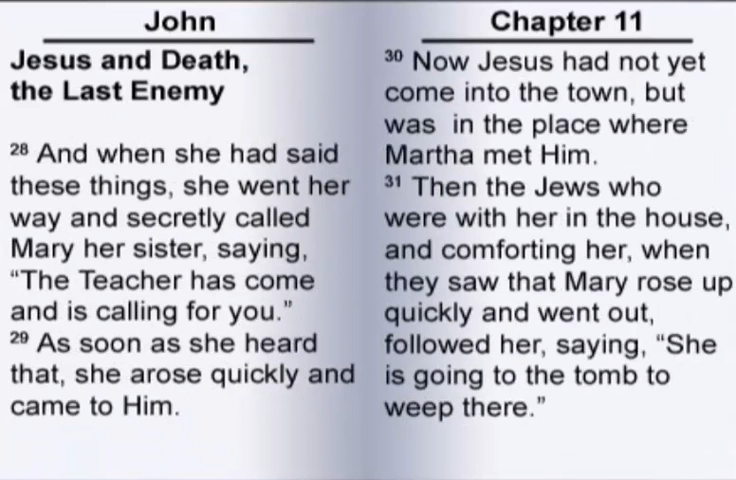 John
Jesus and Death,
the Last Enemy
28 And when she had said
these things, she went her
way and secretly called
Mary her sister, saying,
“The Teacher has come
and is calling for you.”
29 As soon as she heard
that, she arose quickly and
came to Him.
Chapter 11
30 Now Jesus had not yet
come into the town, but
was  in the place where
Martha met Him.
31 Then the Jews who
were with her in the house,
and comforting her, when
they saw that Mary rose up
quickly and went out,
followed her, saying, “She
is going to the tomb to
weep there.”